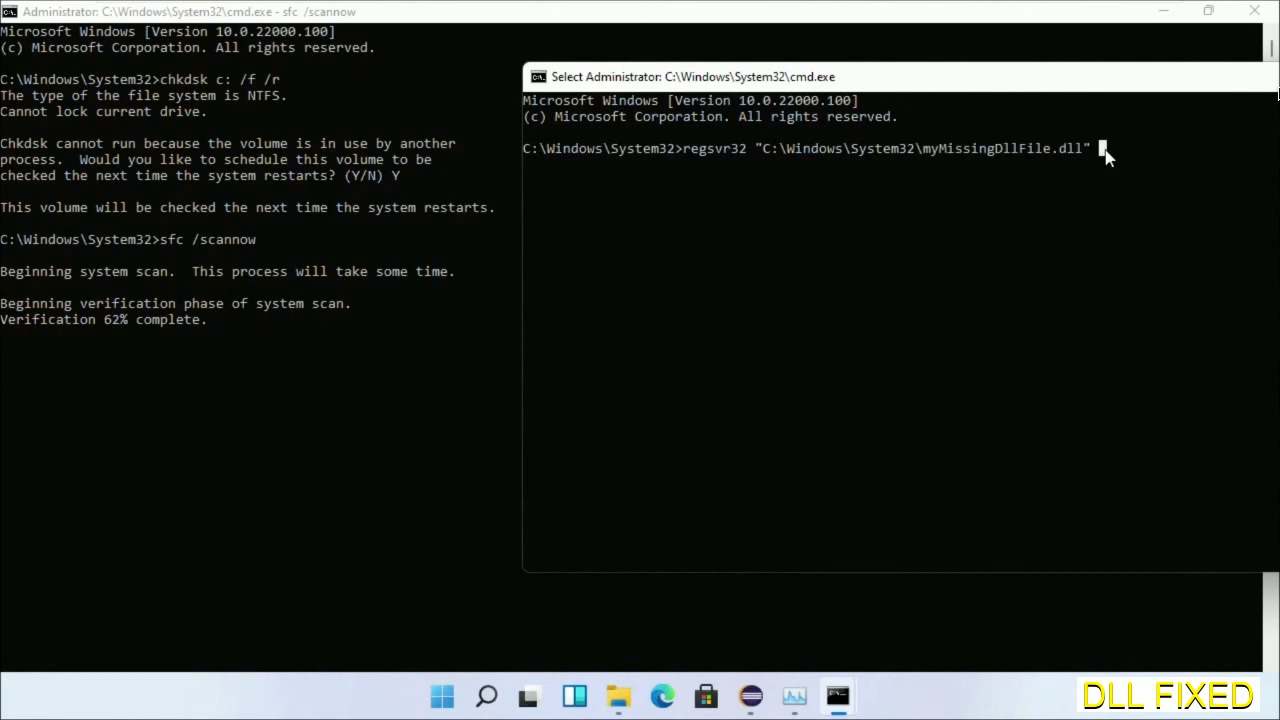 Administrator: C:\Windows\System32\cmd.exe - sfc /scannow
Microsoft Windows [Version 10.0.22000.100]
(c) Microsoft Corporation. All rights reserved.
C:\Windows\System32>chkdsk c: /f /r
The type of the file system is NTFS.
Cannot lock current drive.
Chkdsk cannot run because the volume is in use by another
process.  Would you like to schedule this volume to be
checked the next time the system restarts? (Y/N) Y
This volume will be checked the next time the system restarts.
C:\Windows\System32>sfc /scannow
Beginning system scan.  This process will take some time.
Beginning verification phase of system scan.
Verification 62% complete.
Select Administrator: C:\Windows\System32\cmd.exe
Microsoft Windows [Version 10.0.22000.100]
(c) Microsoft Corporation. All rights reserved.
C:\Windows\System32>regsvr32 "C:\Windows\System32\myMissingDllFile.dll"
DLL FIXED